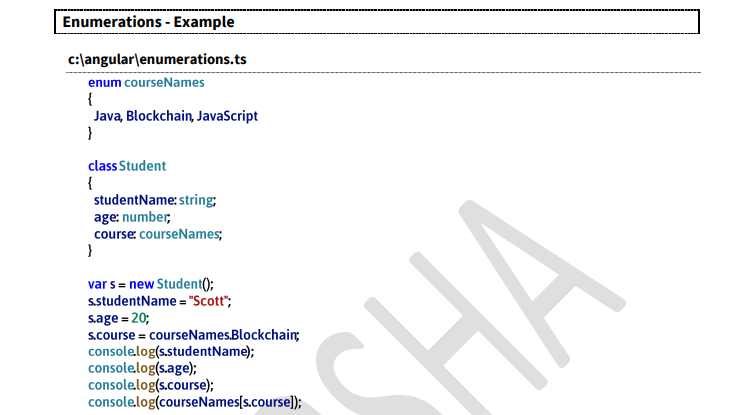 Enumerations - Example
c:\angular\enumerations.ts
enum courseNames
{
Java, Blockchain, JavaScript
}
class Student
{
studentName: string;
age: number;
course: courseNames;
}
var s = new Student();
s.studentName = "Scott";
s.age = 20;
s.course = courseNames.Blockchain;
console.log(s.studentName);
console.log(s.age);
console.log(s.course);
console.log(courseNames[s.course]);